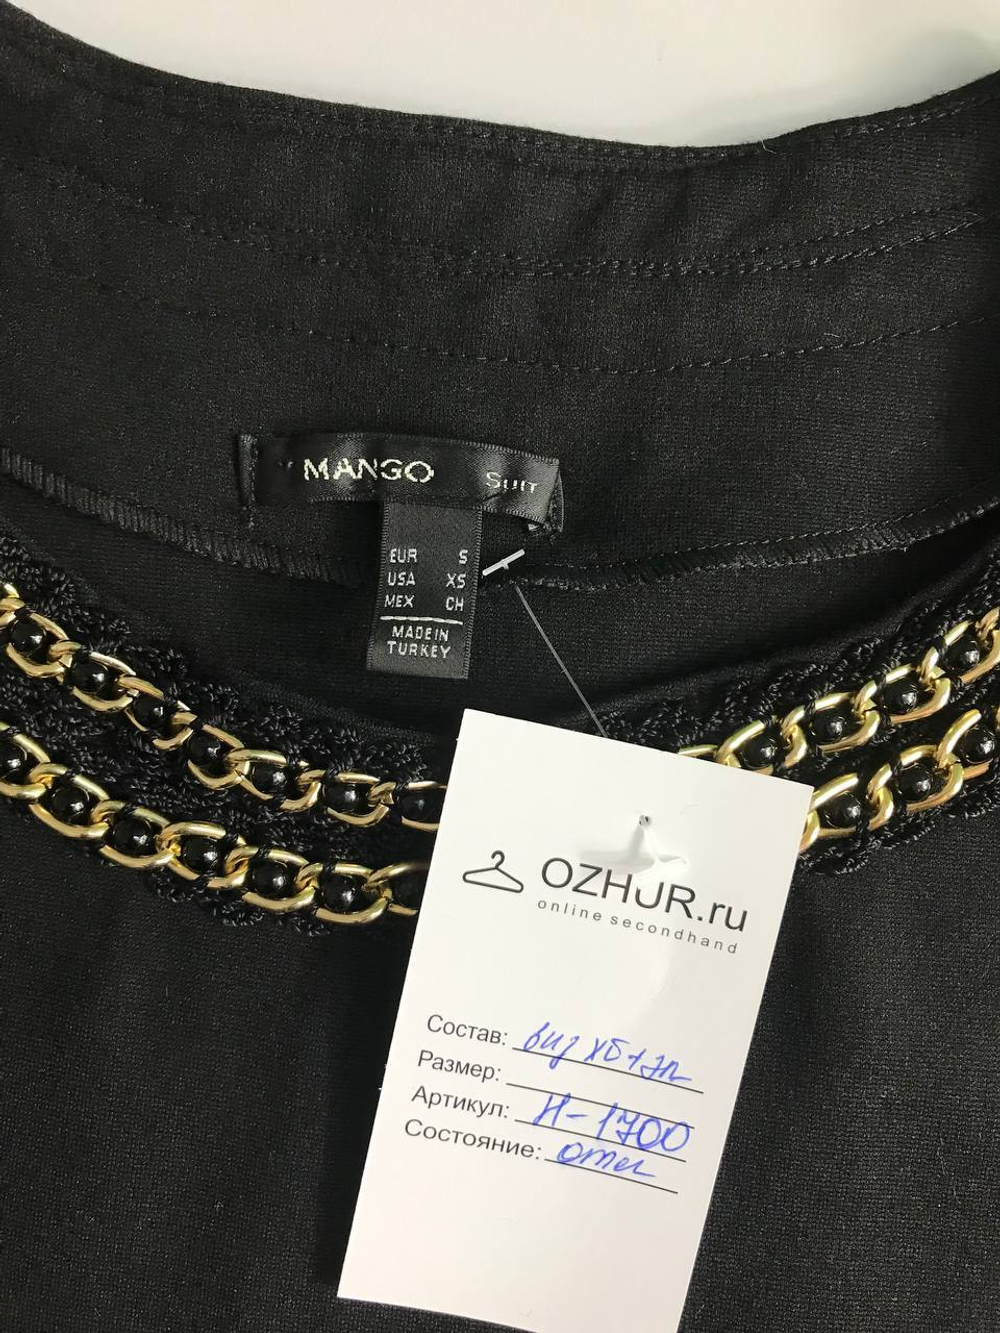 MANGO Suit
EUR S
USA XS
MEX CH
MADE IN
TURKEY
OZHUR.ru
online secondhand
Состав: виз хб+эл
Размер:
Артикул: И-1700
Состояние: отл